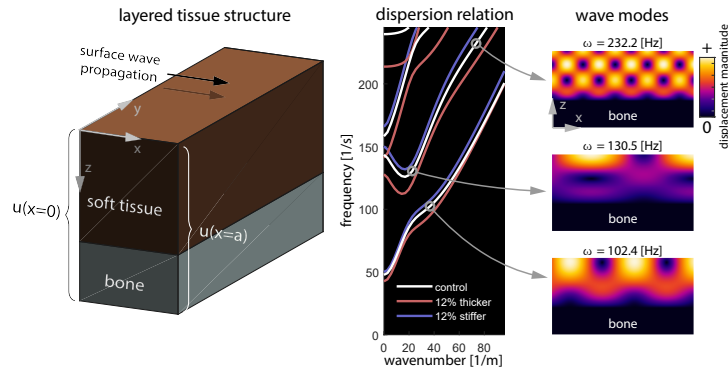 layered tissue structure
surface wave
propagation
y
x
z
u(x=0)
soft tissue
u(x=a)
bone
dispersion relation
frequency [1/s]
200
150
100
50
0
control
12% thicker
12% stiffer
0
20
40
60
80
wavenumber [1/m]
wave modes
ω = 232.2 [Hz]
z
x
bone
+
0
displacement magnitude
ω = 130.5 [Hz]
bone
ω = 102.4 [Hz]
bone